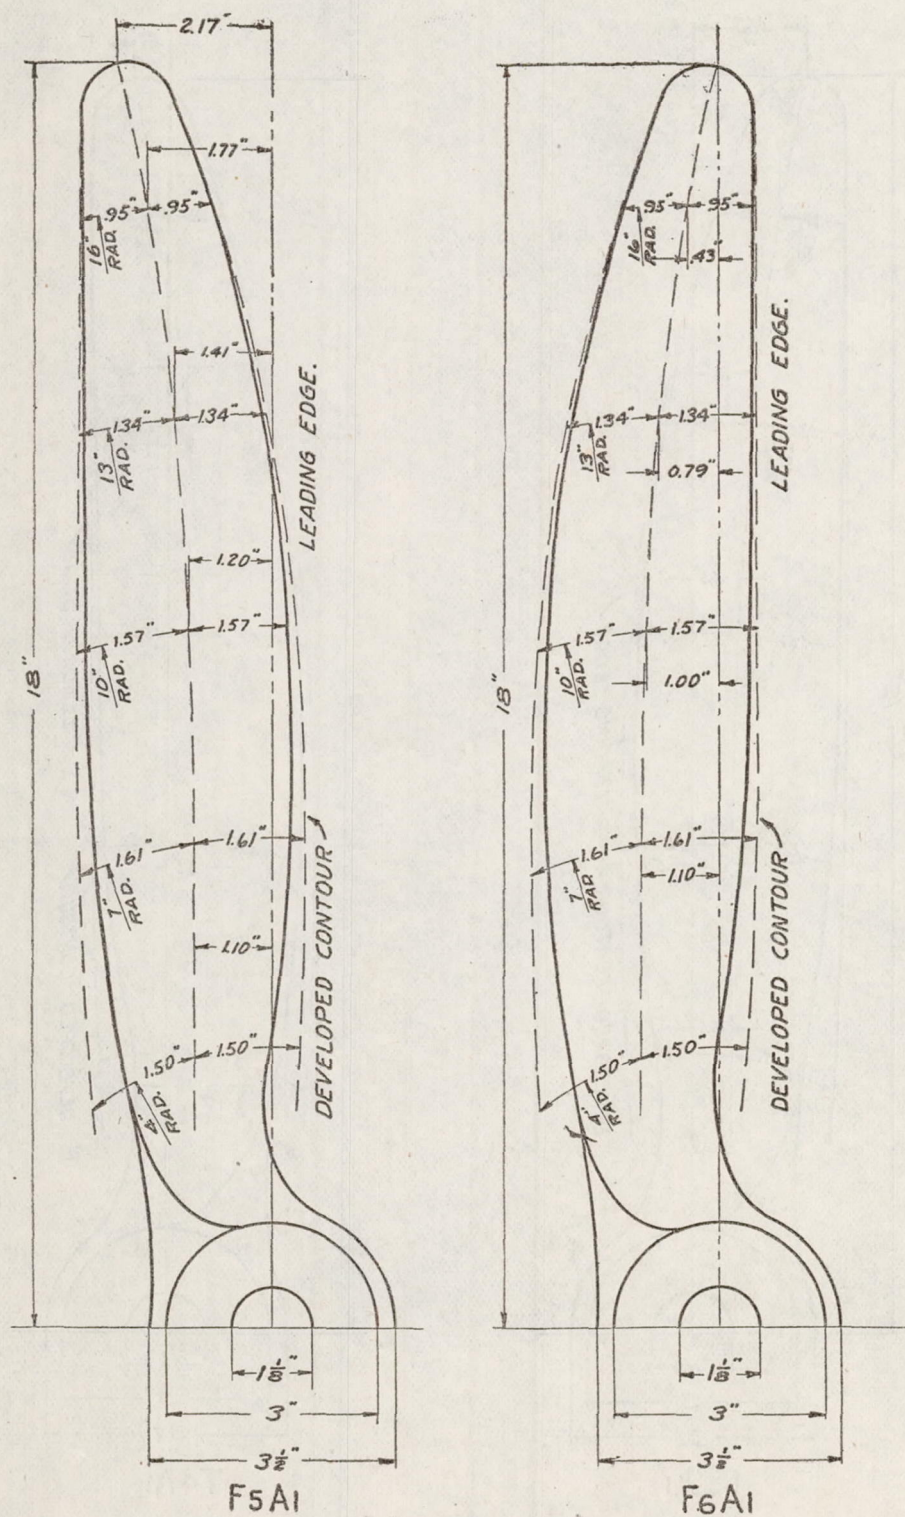 2.17"
18"
1.77"
.95" .95"
16" RAD.
1.41"
1.34" 1.34"
13" RAD.
LEADING EDGE.
1.20"
1.57" 1.57"
10" RAD.
1.61" 1.61"
7" RAD.
1.10"
DEVELOPED CONTOUR
1.50" 1.50"
4" RAD.
1 1/8"
3"
3 1/2"
F5A1
18"
.95" .95"
16" RAD.
.43"
1.34" 1.34"
13" RAD.
0.79"
LEADING EDGE.
1.57" 1.57"
10" RAD.
1.00"
1.61" 1.61"
7" RAD
1.10"
DEVELOPED CONTOUR
1.50" 1.50"
4" RAD.
1 1/8"
3"
3 1/2"
F6A1